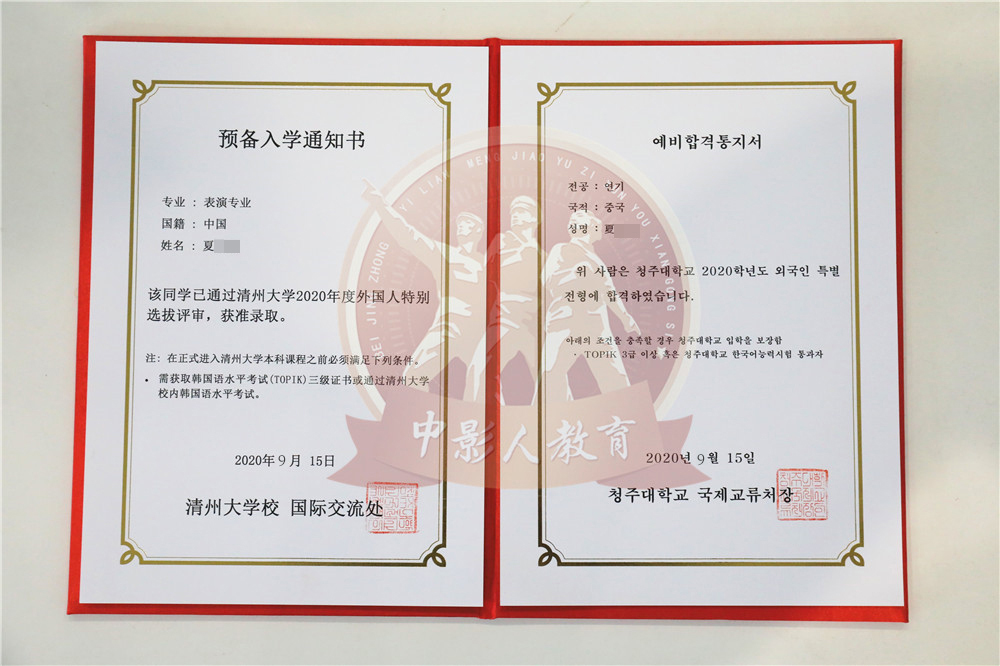 预备入学通知书
专业 : 表演专业
国籍 : 中国
姓名 : 夏
该同学已通过清州大学2020年度外国人特别
选拔评审，获准录取。
注: 在正式进入清州大学本科课程之前必须满足下列条件。
• 需获取韩国语水平考试(TOPIK)三级证书或通过清州大学
校内韩国语水平考试。
2020年9月 15日
清州大学校 国际交流处
예비합격통지서
전공 : 연기
국적 : 중국
성명 : 夏
위 사람은 청주대학교 2020학년도 외국인 특별
전형에 합격하였습니다.
아래의 조건을 충족할 경우 청주대학교 입학을 보장함
· TOPiK 3급 이상 혹은 청주대학교 한국어능력시험 통과자
2020년 9월 15일
청주대학교 국제교류처장
中影人教育